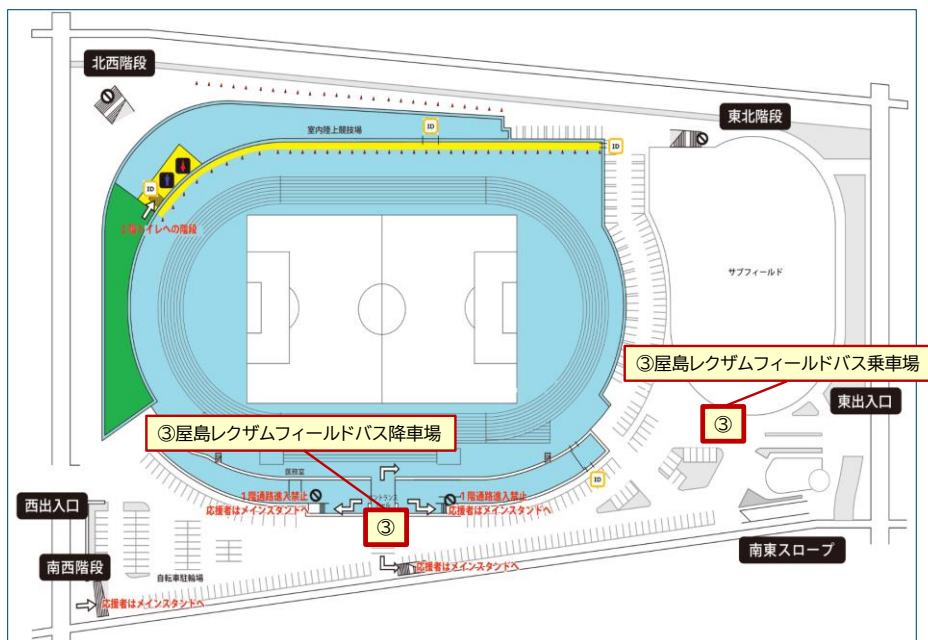 北西階段
室内陸上競技場
ID
東北階段
ID
ID
階トイレへの階段
サブフィールド
③屋島レクザムフィールドバス乗車場
東出入口
③
③屋島レクザムフィールドバス降車場
医務室
ID
西出入口
1階通路進入禁止
応援者はメインスタンドへ
エントランス
1階通路進入禁止
応援者はメインスタンドへ
③
南東スロープ
南西階段
自転車駐輪場
応援者はメインスタンドへ
応援者はメインスタンドへ